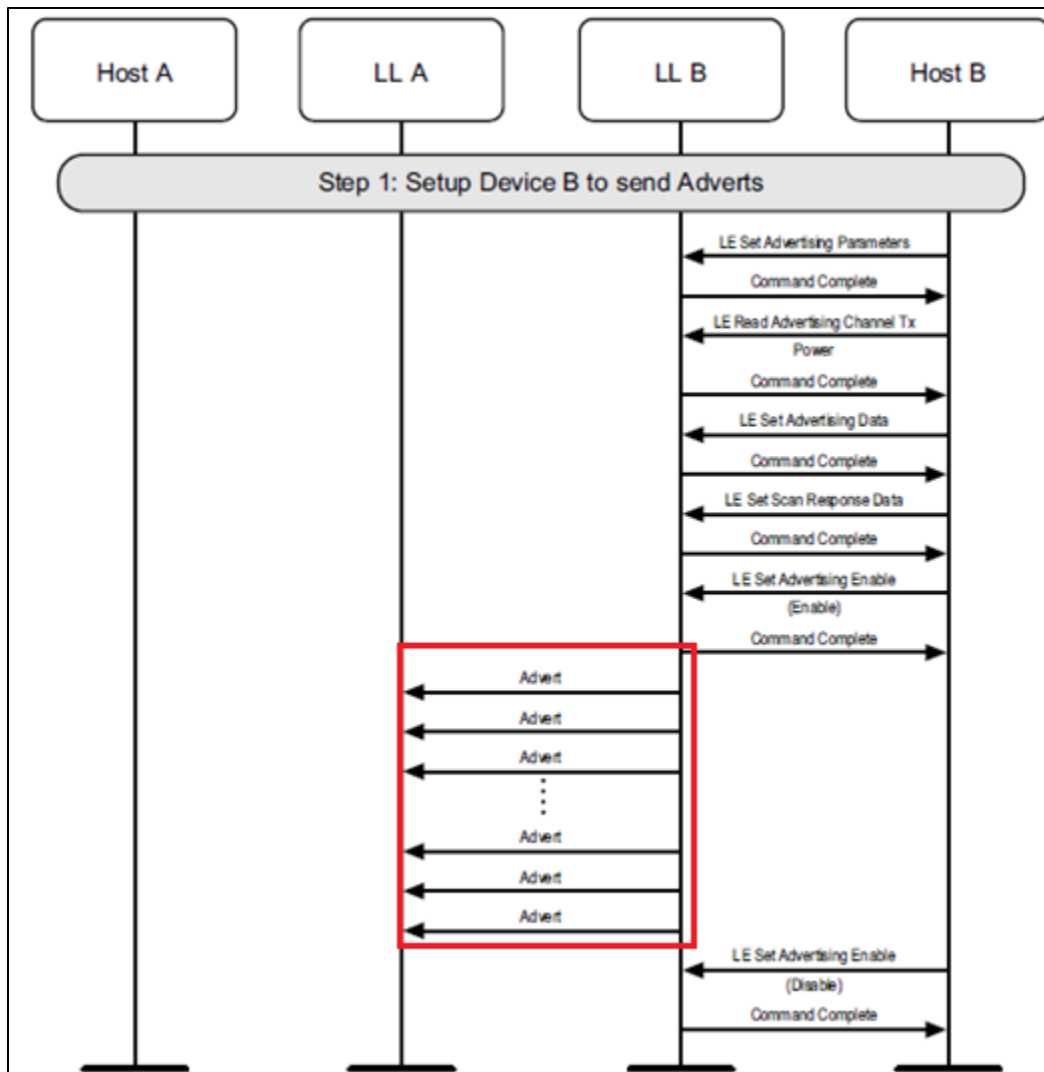 Host A
LL A
LL B
Host B
Step 1: Setup Device B to send Adverts
LE Set Advertising Parameters
Command Complete
LE Read Advertising Channel Tx
Power
Command Complete
LE Set Advertising Data
Command Complete
LE Set Scan Response Data
Command Complete
LE Set Advertising Enable
(Enable)
Command Complete
Advert
Advert
Advert
Advert
Advert
Advert
LE Set Advertising Enable
(Disable)
Command Complete